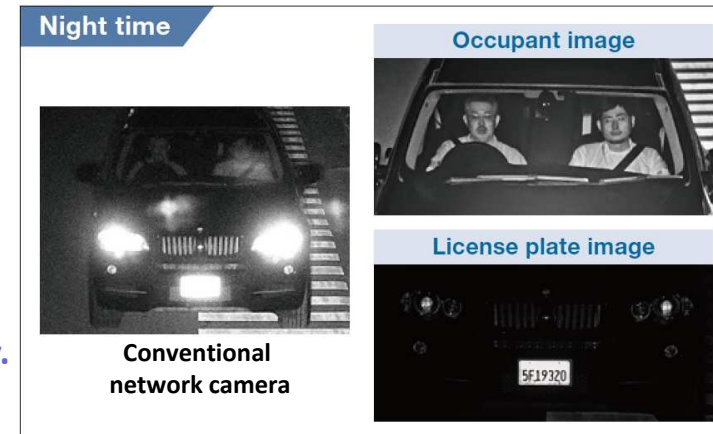 Night time
Conventional
network camera
Occupant image
License plate image
5F19320